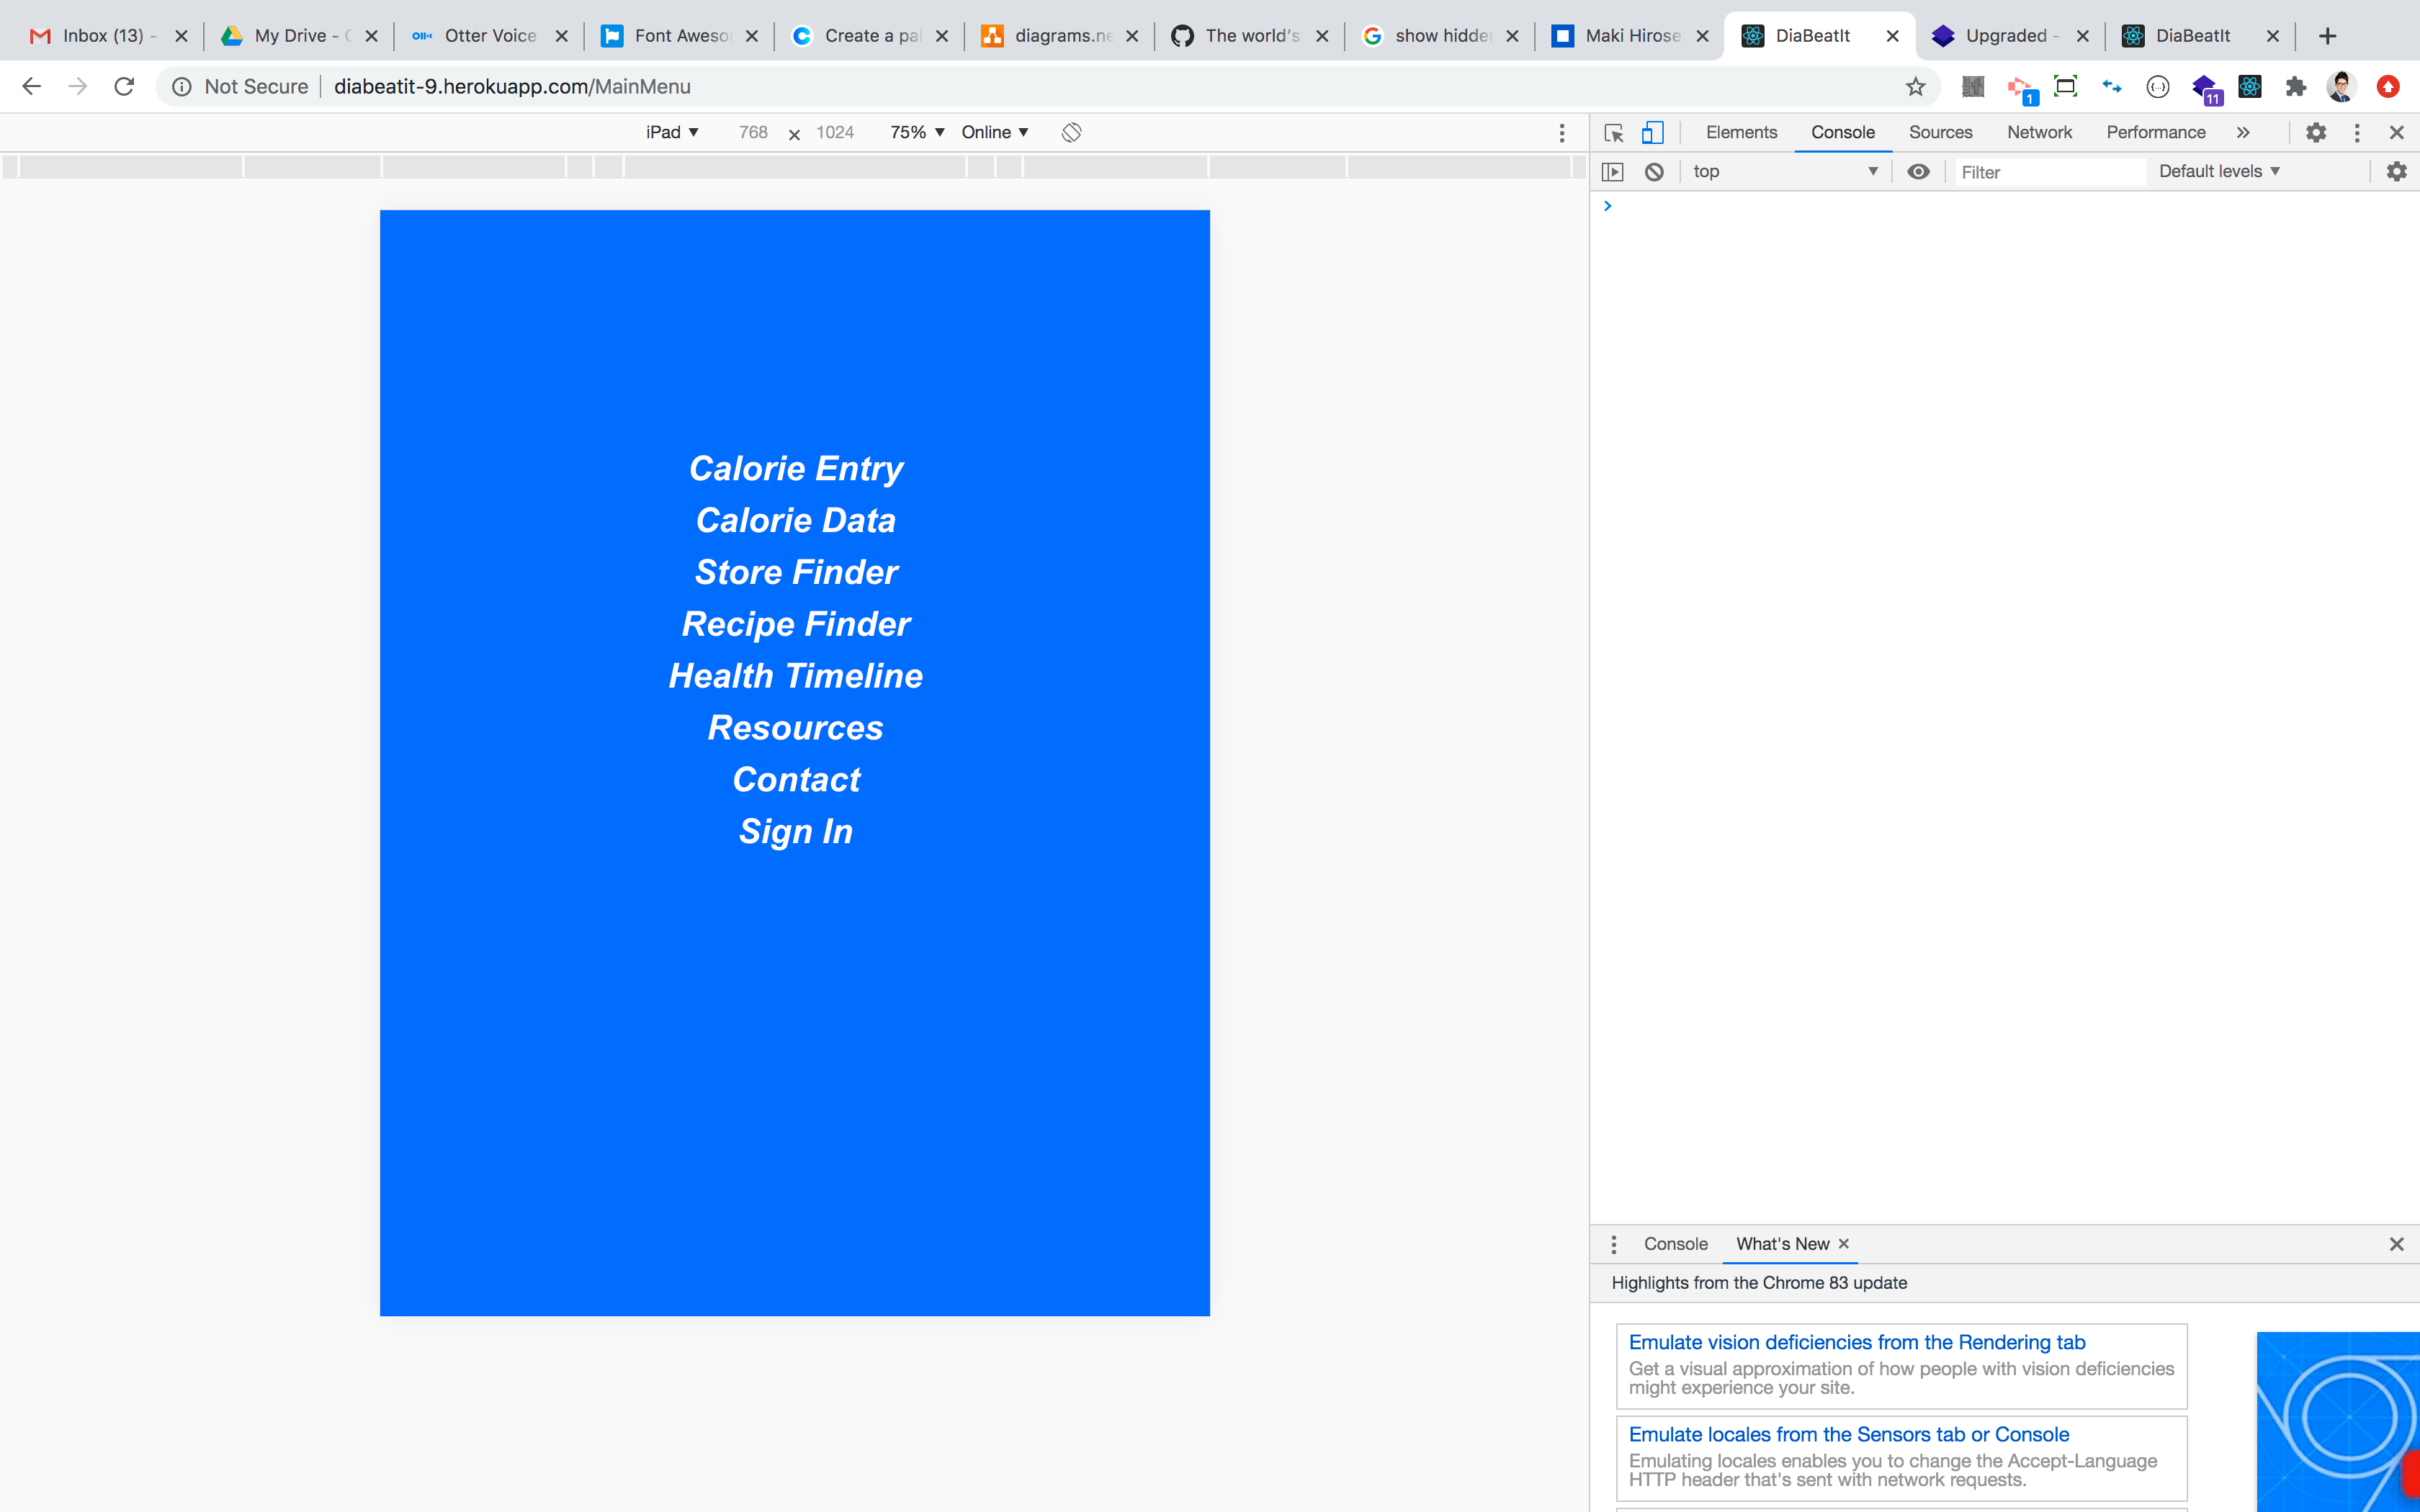 Inbox (13) -
My Drive -
Otter Voice
Font Aweso
Create a pal
diagrams.ne
The world's
show hidden
Maki Hirose
DiaBeatIt
Upgraded -
DiaBeatIt
Not Secure
diabeatit-9.herokuapp.com/MainMenu
1
11
iPad
768
1024
75%
Online
Elements
Console
Sources
Network
Performance
top
Filter
Default levels
Calorie Entry
Calorie Data
Store Finder
Recipe Finder
Health Timeline
Resources
Contact
Sign In
Console
What's New
Highlights from the Chrome 83 update
Emulate vision deficiencies from the Rendering tab
Get a visual approximation of how people with vision deficiencies
might experience your site.
Emulate locales from the Sensors tab or Console
Emulating locales enables you to change the Accept-Language
HTTP header that's sent with network requests.